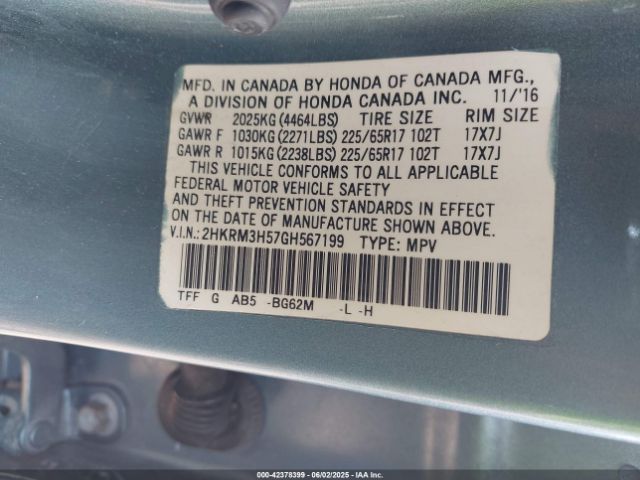 MFD. IN CANADA BY HONDA OF CANADA MFG.,
A DIVISION OF HONDA CANADA INC. 11/'16
GVWR 2025KG (4464LBS) TIRE SIZE RIM SIZE
GAWR F 1030KG (2271LBS) 225/65R17 102T 17X7J
GAWR R 1015KG (2238LBS) 225/65R17 102T 17X7J
THIS VEHICLE CONFORMS TO ALL APPLICABLE
FEDERAL MOTOR VEHICLE SAFETY
AND THEFT PREVENTION STANDARDS IN EFFECT
ON THE DATE OF MANUFACTURE SHOWN ABOVE.
V.I.N.: 2HKRM3H57GH567199 TYPE: MPV
TFF G AB5 -BG62M -L -H
000-42378399 - 06/02/2025 - IAA Inc.